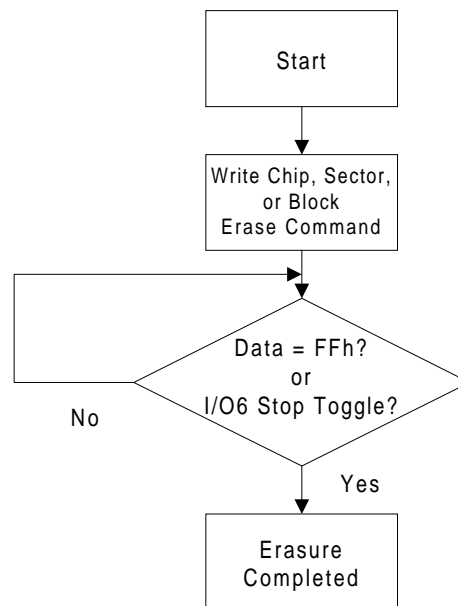 Start
Write Chip, Sector,
or Block
Erase Command
Data = FFh?
or
I/O6 Stop Toggle?
No
Yes
Erasure
Completed